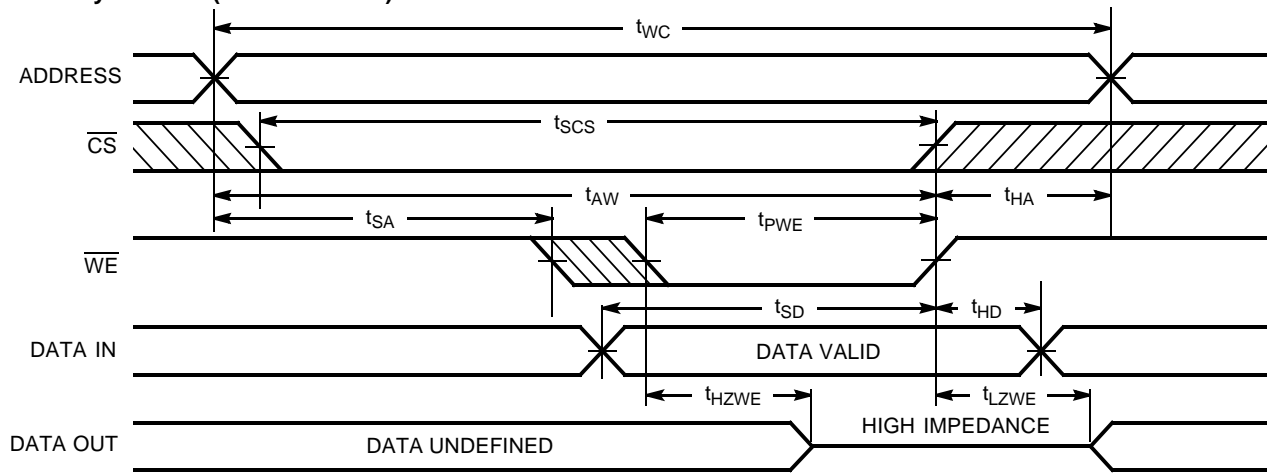 tWC
ADDRESS
tSCS
CS
tAW
tHA
tSA
tPWE
WE
tSD
tHD
DATA IN
DATA VALID
tHZWE
tLZWE
HIGH IMPEDANCE
DATA OUT
DATA UNDEFINED